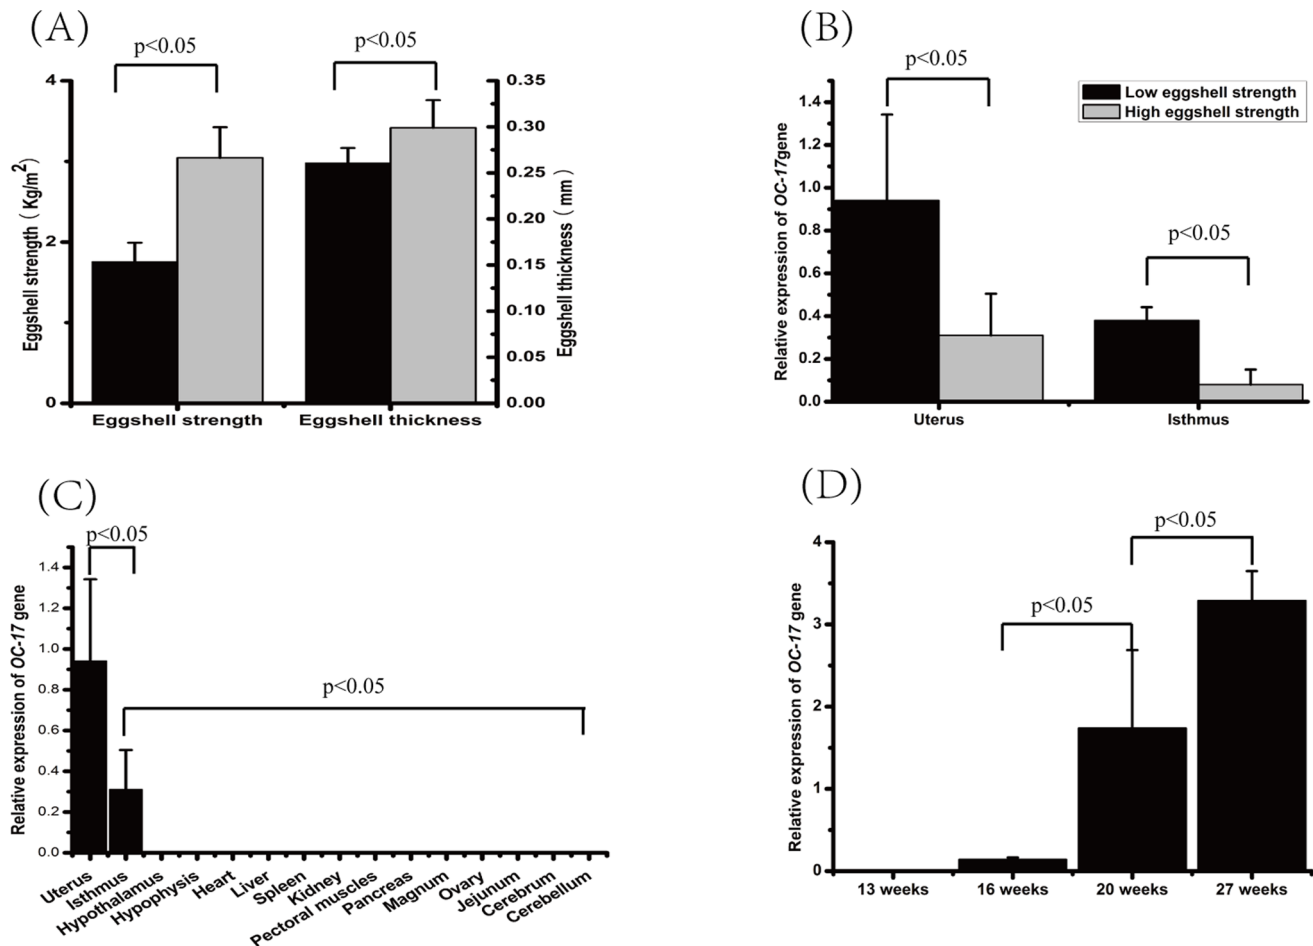 (A)
p<0.05
p<0.05
4
2
0
Eggshell strength ( Kg/m2 )
0.35
0.30
0.25
0.20
0.15
0.10
0.05
0.00
Eggshell thickness ( mm )
Eggshell strength
Eggshell thickness
(B)
p<0.05
p<0.05
Low eggshell strength
High eggshell strength
1.4
1.2
1.0
0.8
0.6
0.4
0.2
0.0
Relative expression of OC-17gene
Uterus
Isthmus
(C)
p<0.05
p<0.05
1.4
1.2
1.0
0.8
0.6
0.4
0.2
0.0
Relative expression of OC-17 gene
Uterus
Isthmus
Hypothalamus
Hypophysis
Heart
Liver
Spleen
Kidney
Pectoral muscles
Pancreas
Magnum
Ovary
Jejunum
Cerebrum
Cerebellum
(D)
p<0.05
p<0.05
4
3
2
1
0
Relative expression of OC-17 gene
13 weeks
16 weeks
20 weeks
27 weeks